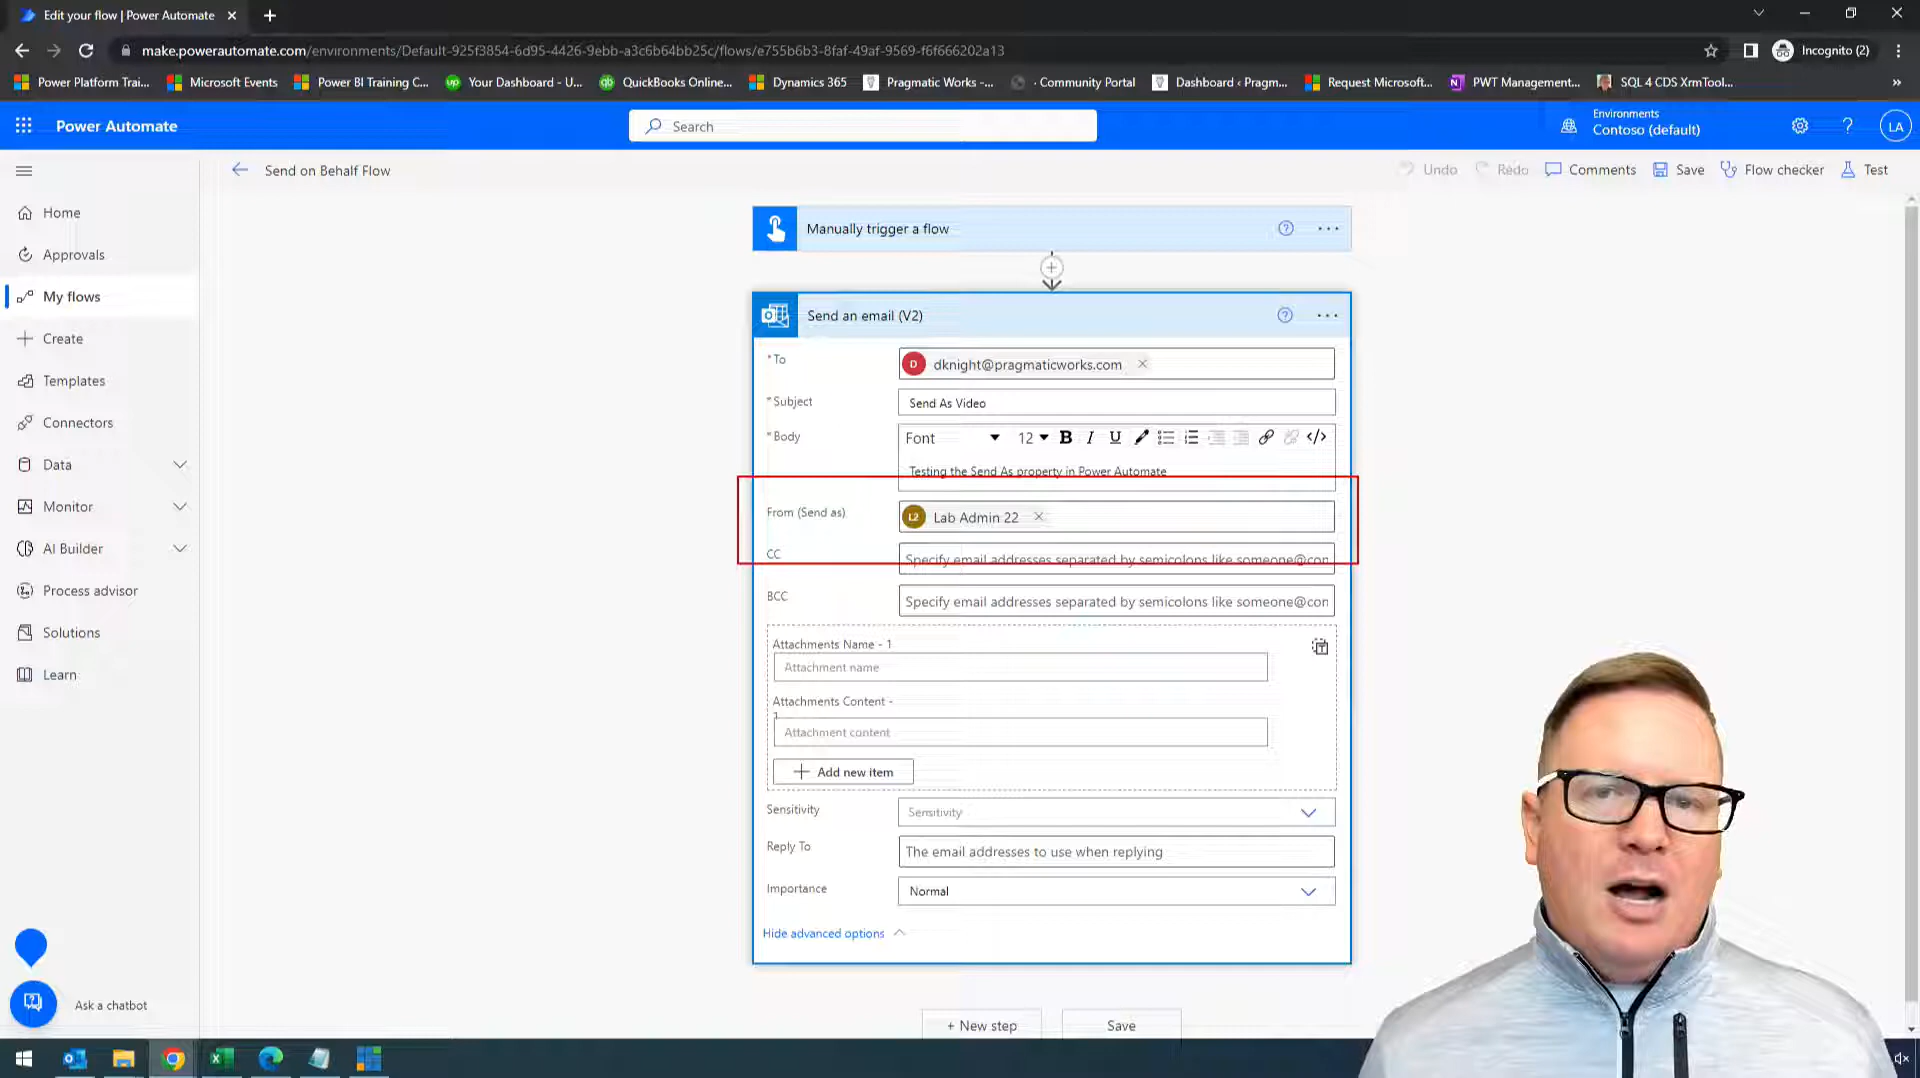 Edit your flow | Power Automate
make.powerautomate.com/environments/Default-925f3854-6d95-4426-9ebb-a3c6b64bb25c/flows/e755b6b3-8faf-49af-9569-f6f666202a13
Incognito (2)
Power Platform Trai...
Microsoft Events
Power BI Training C...
Your Dashboard - U...
QuickBooks Online...
Dynamics 365
Pragmatic Works -...
· Community Portal
Dashboard ‹ Pragm...
Request Microsoft...
PWT Management...
SQL 4 CDS XrmTool...
»
Power Automate
Search
Environments
Contoso (default)
LA
Send on Behalf Flow
Undo
Redo
Comments
Save
Flow checker
Test
Home
Approvals
My flows
Create
Templates
Connectors
Data
Monitor
AI Builder
Process advisor
Solutions
Learn
Ask a chatbot
Manually trigger a flow
Send an email (V2)
* To
D
dknight@pragmaticworks.com
* Subject
Send As Video
* Body
Font
12
B
I
U
</>
Testing the Send As property in Power Automate
From (Send as)
L2
Lab Admin 22
CC
Specify email addresses separated by semicolons like someone@con
BCC
Specify email addresses separated by semicolons like someone@con
Attachments Name - 1
Attachment name
Attachments Content -
1
Attachment content
Add new item
Sensitivity
Sensitivity
Reply To
The email addresses to use when replying
Importance
Normal
Hide advanced options
+ New step
Save